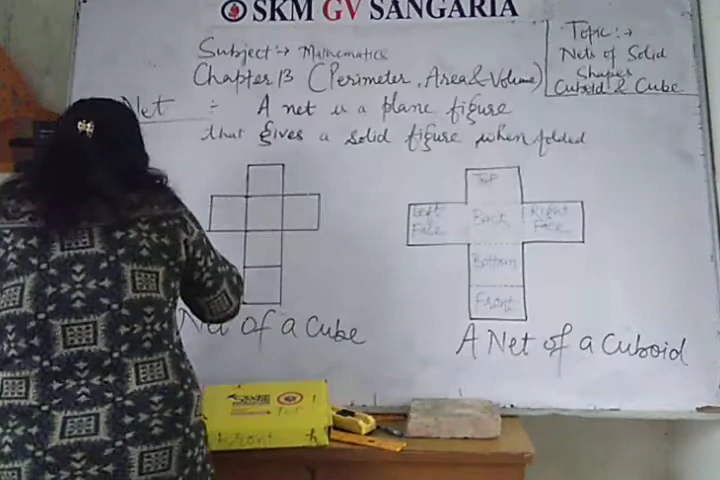 SKM GV SANGARIA
Subject :→ Mathematics
Chapter 13 (Perimeter, Area & Volume)
Topic :→
Nets of Solid
Shapes
Cuboid & Cube
Net : A net is a plane figure
that gives a solid figure when folded
Top
Left Face
Back
Right Face
Bottom
Front
Net of a Cube
A Net of a Cuboid
Front